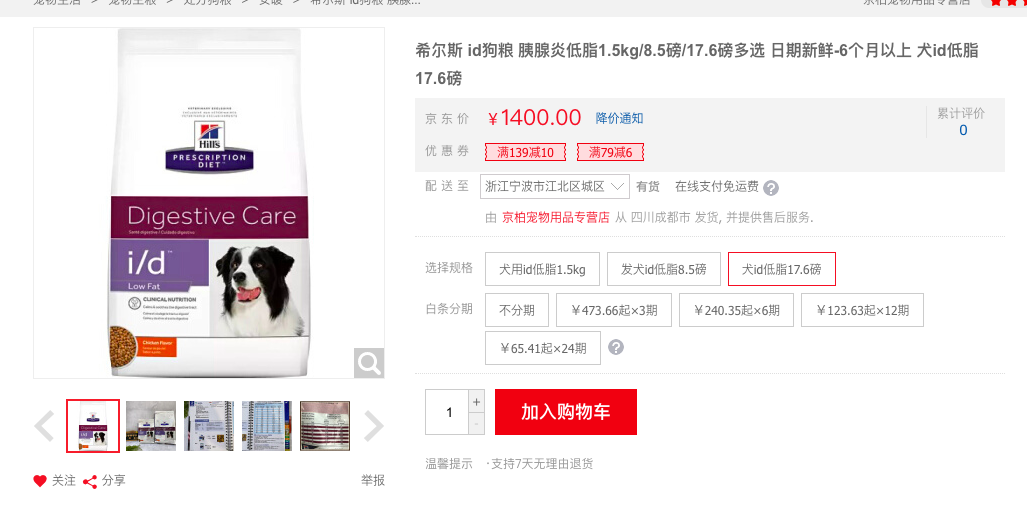 宠物生活 > 宠物主粮 > 处方狗粮 > 安暖 > 希尔斯 id狗粮 胰腺...
京柏宠物用品专营店
希尔斯 id狗粮 胰腺炎低脂1.5kg/8.5磅/17.6磅多选 日期新鲜-6个月以上 犬id低脂
17.6磅
京东价 ￥1400.00 降价通知
累计评价
0
优惠券 满139减10 满79减6
配送至 浙江宁波市江北区城区 有货 在线支付免运费 ?
由 京柏宠物用品专营店 从 四川成都市 发货, 并提供售后服务.
选择规格 犬用id低脂1.5kg 发犬id低脂8.5磅 犬id低脂17.6磅
白条分期 不分期 ￥473.66起×3期 ￥240.35起×6期 ￥123.63起×12期
￥65.41起×24期 ?
1 + - 加入购物车
温馨提示 ·支持7天无理由退货
Hill's
PRESCRIPTION
DIET
Digestive Care
i/d
Low Fat
CLINICAL NUTRITION
Chicken Flavor
关注 分享 举报